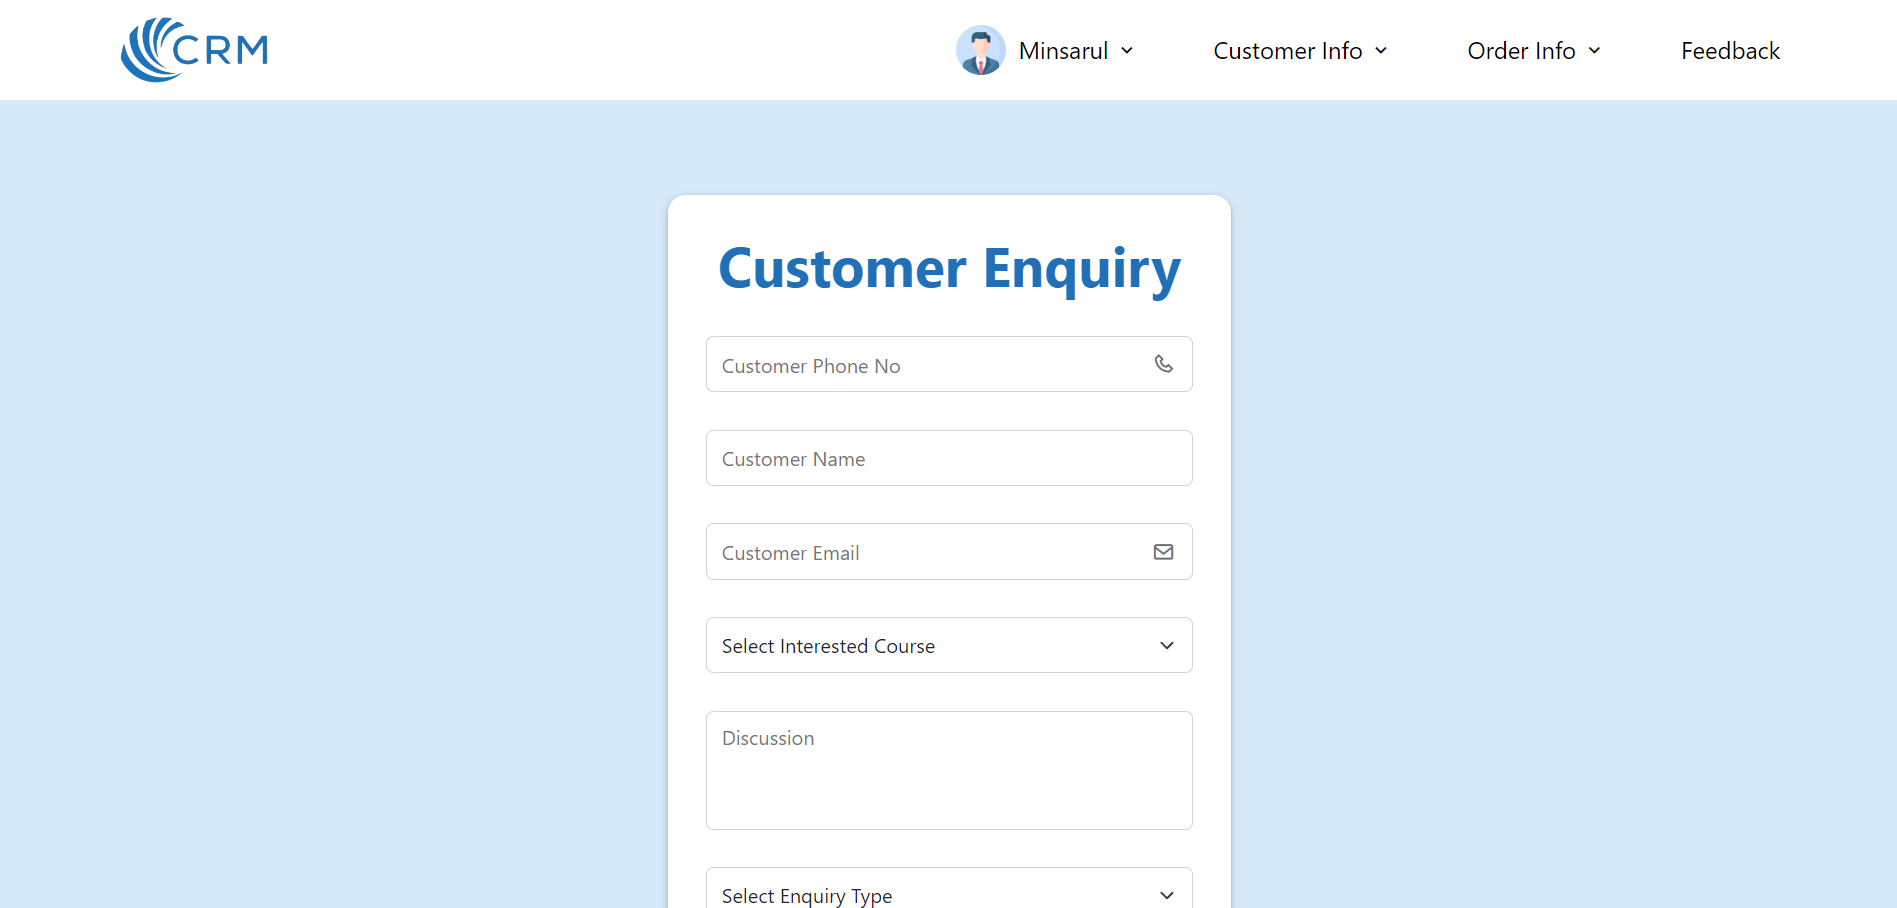 CRM
Minsarul
Customer Info
Order Info
Feedback
Customer Enquiry
Customer Phone No
Customer Name
Customer Email
Select Interested Course
Discussion
Select Enquiry Type